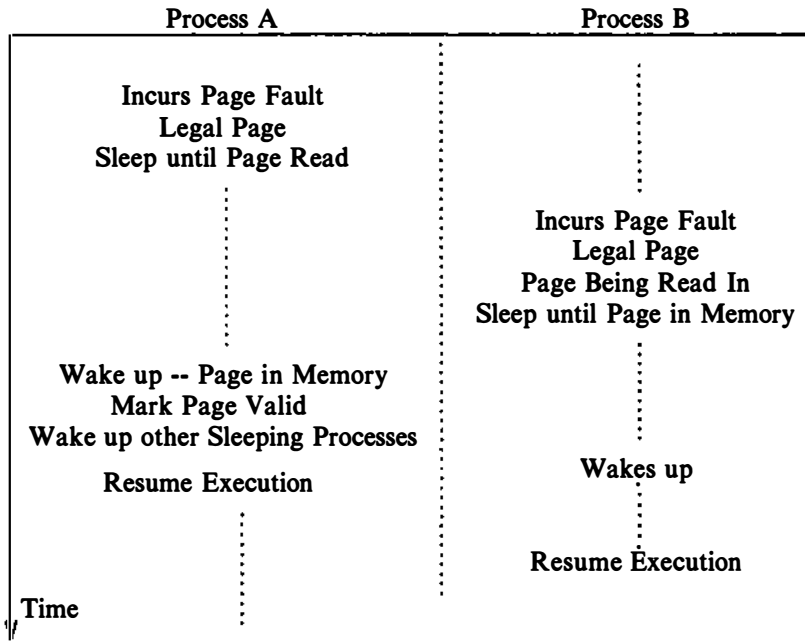 Process A
Process B
Incurs Page Fault
Legal Page
Sleep until Page Read
Incurs Page Fault
Legal Page
Page Being Read In
Sleep until Page in Memory
Wake up -- Page in Memory
Mark Page Valid
Wake up other Sleeping Processes
Resume Execution
Wakes up
Resume Execution
Time